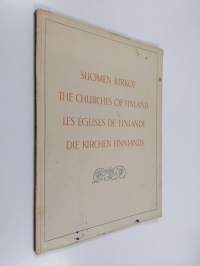 SUOMEN KIRKOT
THE CHURCHES OF FINLAND
LES ÉGLISES DE FINLANDE
DIE KIRCHEN FINNLANDS